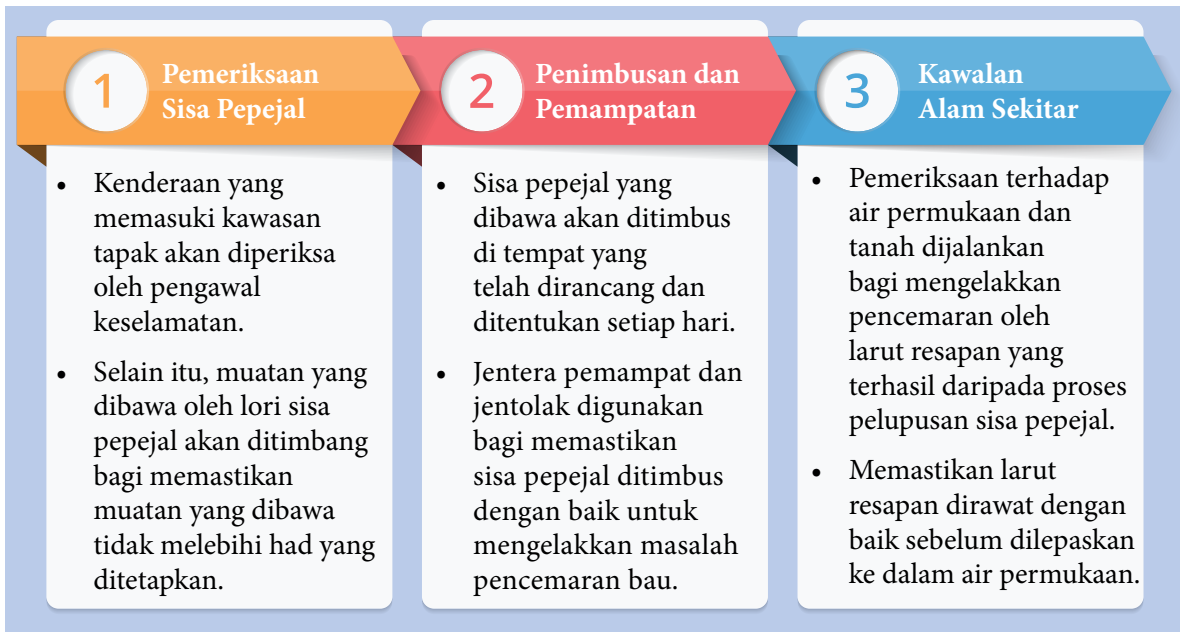 1
Pemeriksaan
Sisa Pepejal
• Kenderaan yang
memasuki kawasan
tapak akan diperiksa
oleh pengawal
keselamatan.
• Selain itu, muatan yang
dibawa oleh lori sisa
pepejal akan ditimbang
bagi memastikan
muatan yang dibawa
tidak melebihi had yang
ditetapkan.
2
Penimbusan dan
Pemampatan
• Sisa pepejal yang
dibawa akan ditimbus
di tempat yang
telah dirancang dan
ditentukan setiap hari.
• Jentera pemampat dan
jentolak digunakan
bagi memastikan
sisa pepejal ditimbus
dengan baik untuk
mengelakkan masalah
pencemaran bau.
3
Kawalan
Alam Sekitar
• Pemeriksaan terhadap
air permukaan dan
tanah dijalankan
bagi mengelakkan
pencemaran oleh
larut resapan yang
terhasil daripada proses
pelupusan sisa pepejal.
• Memastikan larut
resapan dirawat dengan
baik sebelum dilepaskan
ke dalam air permukaan.